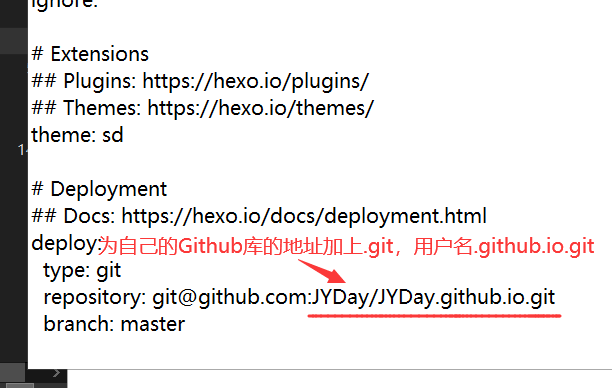 ignore:
# Extensions
## Plugins: https://hexo.io/plugins/
## Themes: https://hexo.io/themes/
theme: sd
# Deployment
## Docs: https://hexo.io/docs/deployment.html
deploy:
为自己的Github库的地址加上.git，用户名.github.io.git
type: git
repository: git@github.com:JYDay/JYDay.github.io.git
branch: master